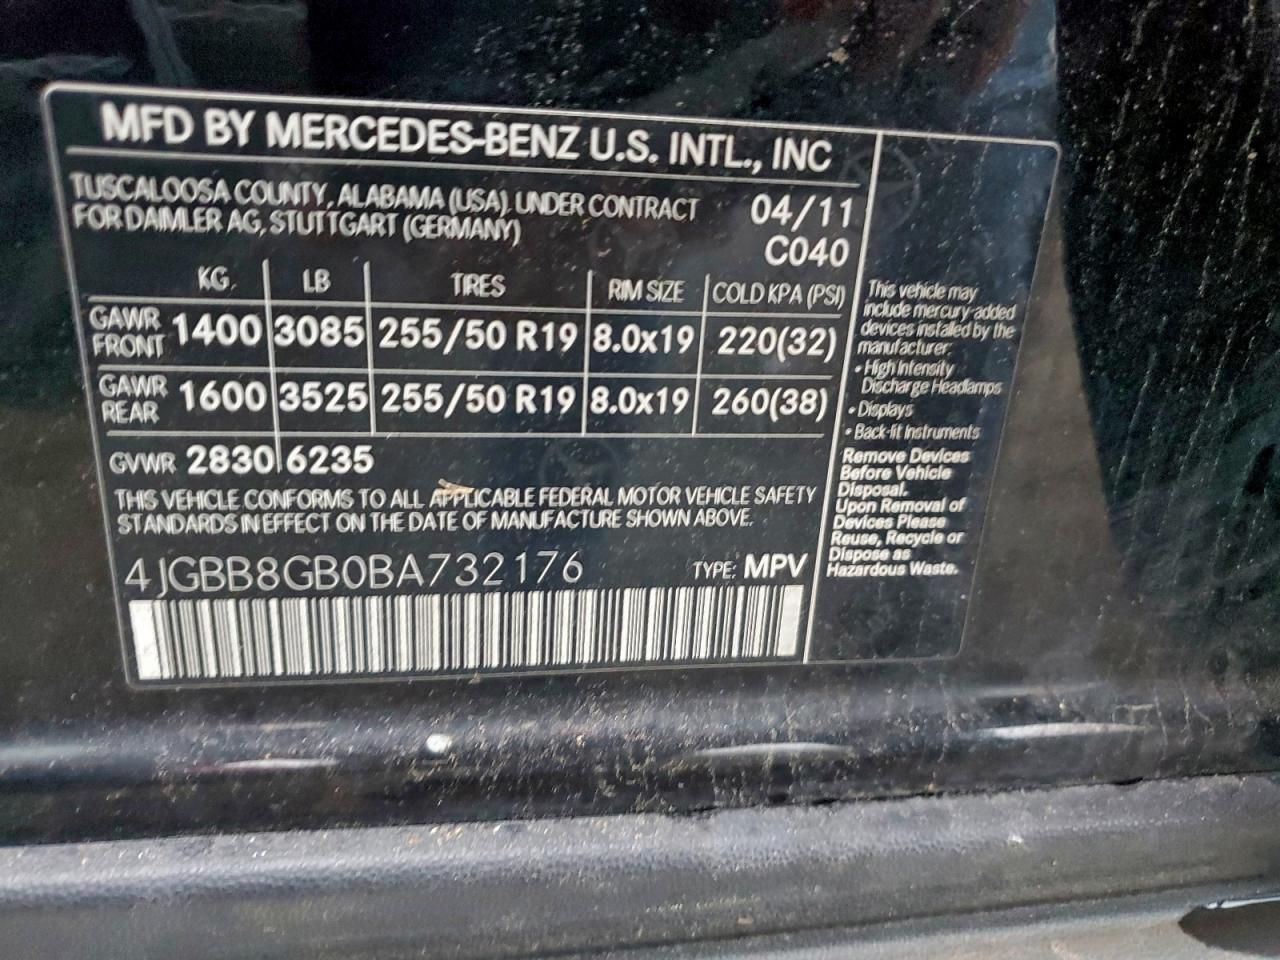 MFD BY MERCEDES-BENZ U.S. INTL., INC
TUSCALOOSA COUNTY, ALABAMA (USA) UNDER CONTRACT
FOR DAIMLER AG, STUTTGART (GERMANY)
04/11
C040
KG. LB TIRES RIM SIZE COLD KPA (PSI)
GAWR FRONT 1400 3085 255/50 R19 8.0x19 220(32)
GAWR REAR 1600 3525 255/50 R19 8.0x19 260(38)
GVWR 2830 6235
THIS VEHICLE CONFORMS TO ALL APPLICABLE FEDERAL MOTOR VEHICLE SAFETY
STANDARDS IN EFFECT ON THE DATE OF MANUFACTURE SHOWN ABOVE.
4JGBB8GB0BA732176 TYPE: MPV
This vehicle may
include mercury-added
devices installed by the
manufacturer:
• High Intensity
Discharge Headlamps
• Displays
• Back-lit Instruments
Remove Devices
Before Vehicle
Disposal.
Upon Removal of
Devices Please
Reuse, Recycle or
Dispose as
Hazardous Waste.